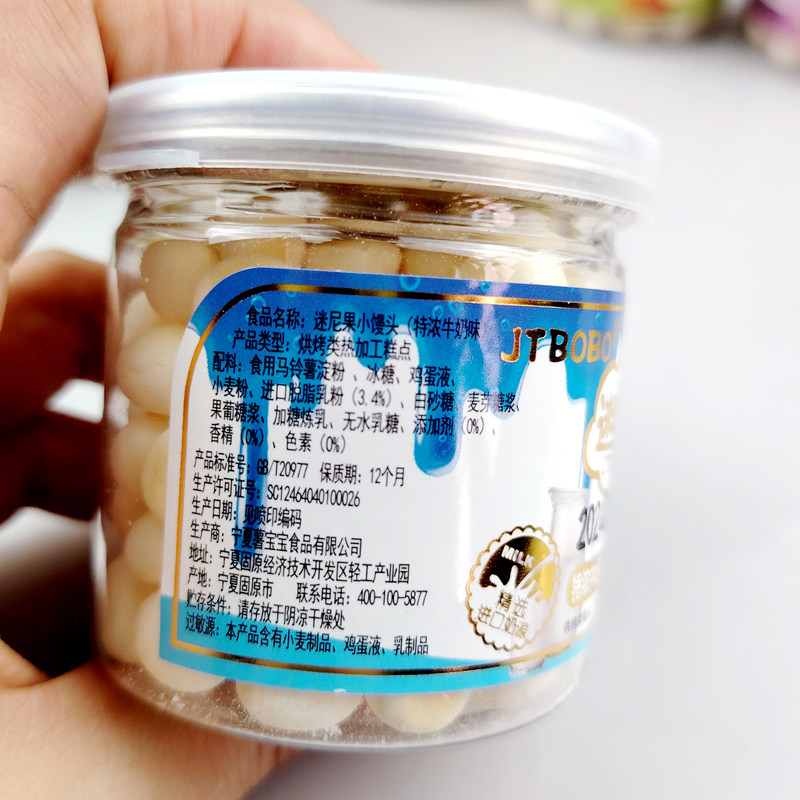 食品名称：迷尼果小馒头（特浓牛奶味
产品类型：烘烤类热加工糕点
配料：食用马铃薯淀粉、冰糖、鸡蛋液、
小麦粉、进口脱脂乳粉（3.4%）、白砂糖、麦芽糖浆、
果葡糖浆、加糖炼乳、无水乳糖、添加剂（0%）、
香精（0%）、色素（0%）
产品标准号：GB/T20977 保质期：12个月
生产许可证号：SC12464040100026
生产日期：见喷印编码
生产商：宁夏薯宝宝食品有限公司
地址：宁夏固原经济技术开发区轻工产业园
产地：宁夏固原市 联系电话：400-100-5877
贮存条件：请存放于阴凉干燥处
过敏源：本产品含有小麦制品、鸡蛋液、乳制品
JTBOBO
MILK
精选
进口奶源
202